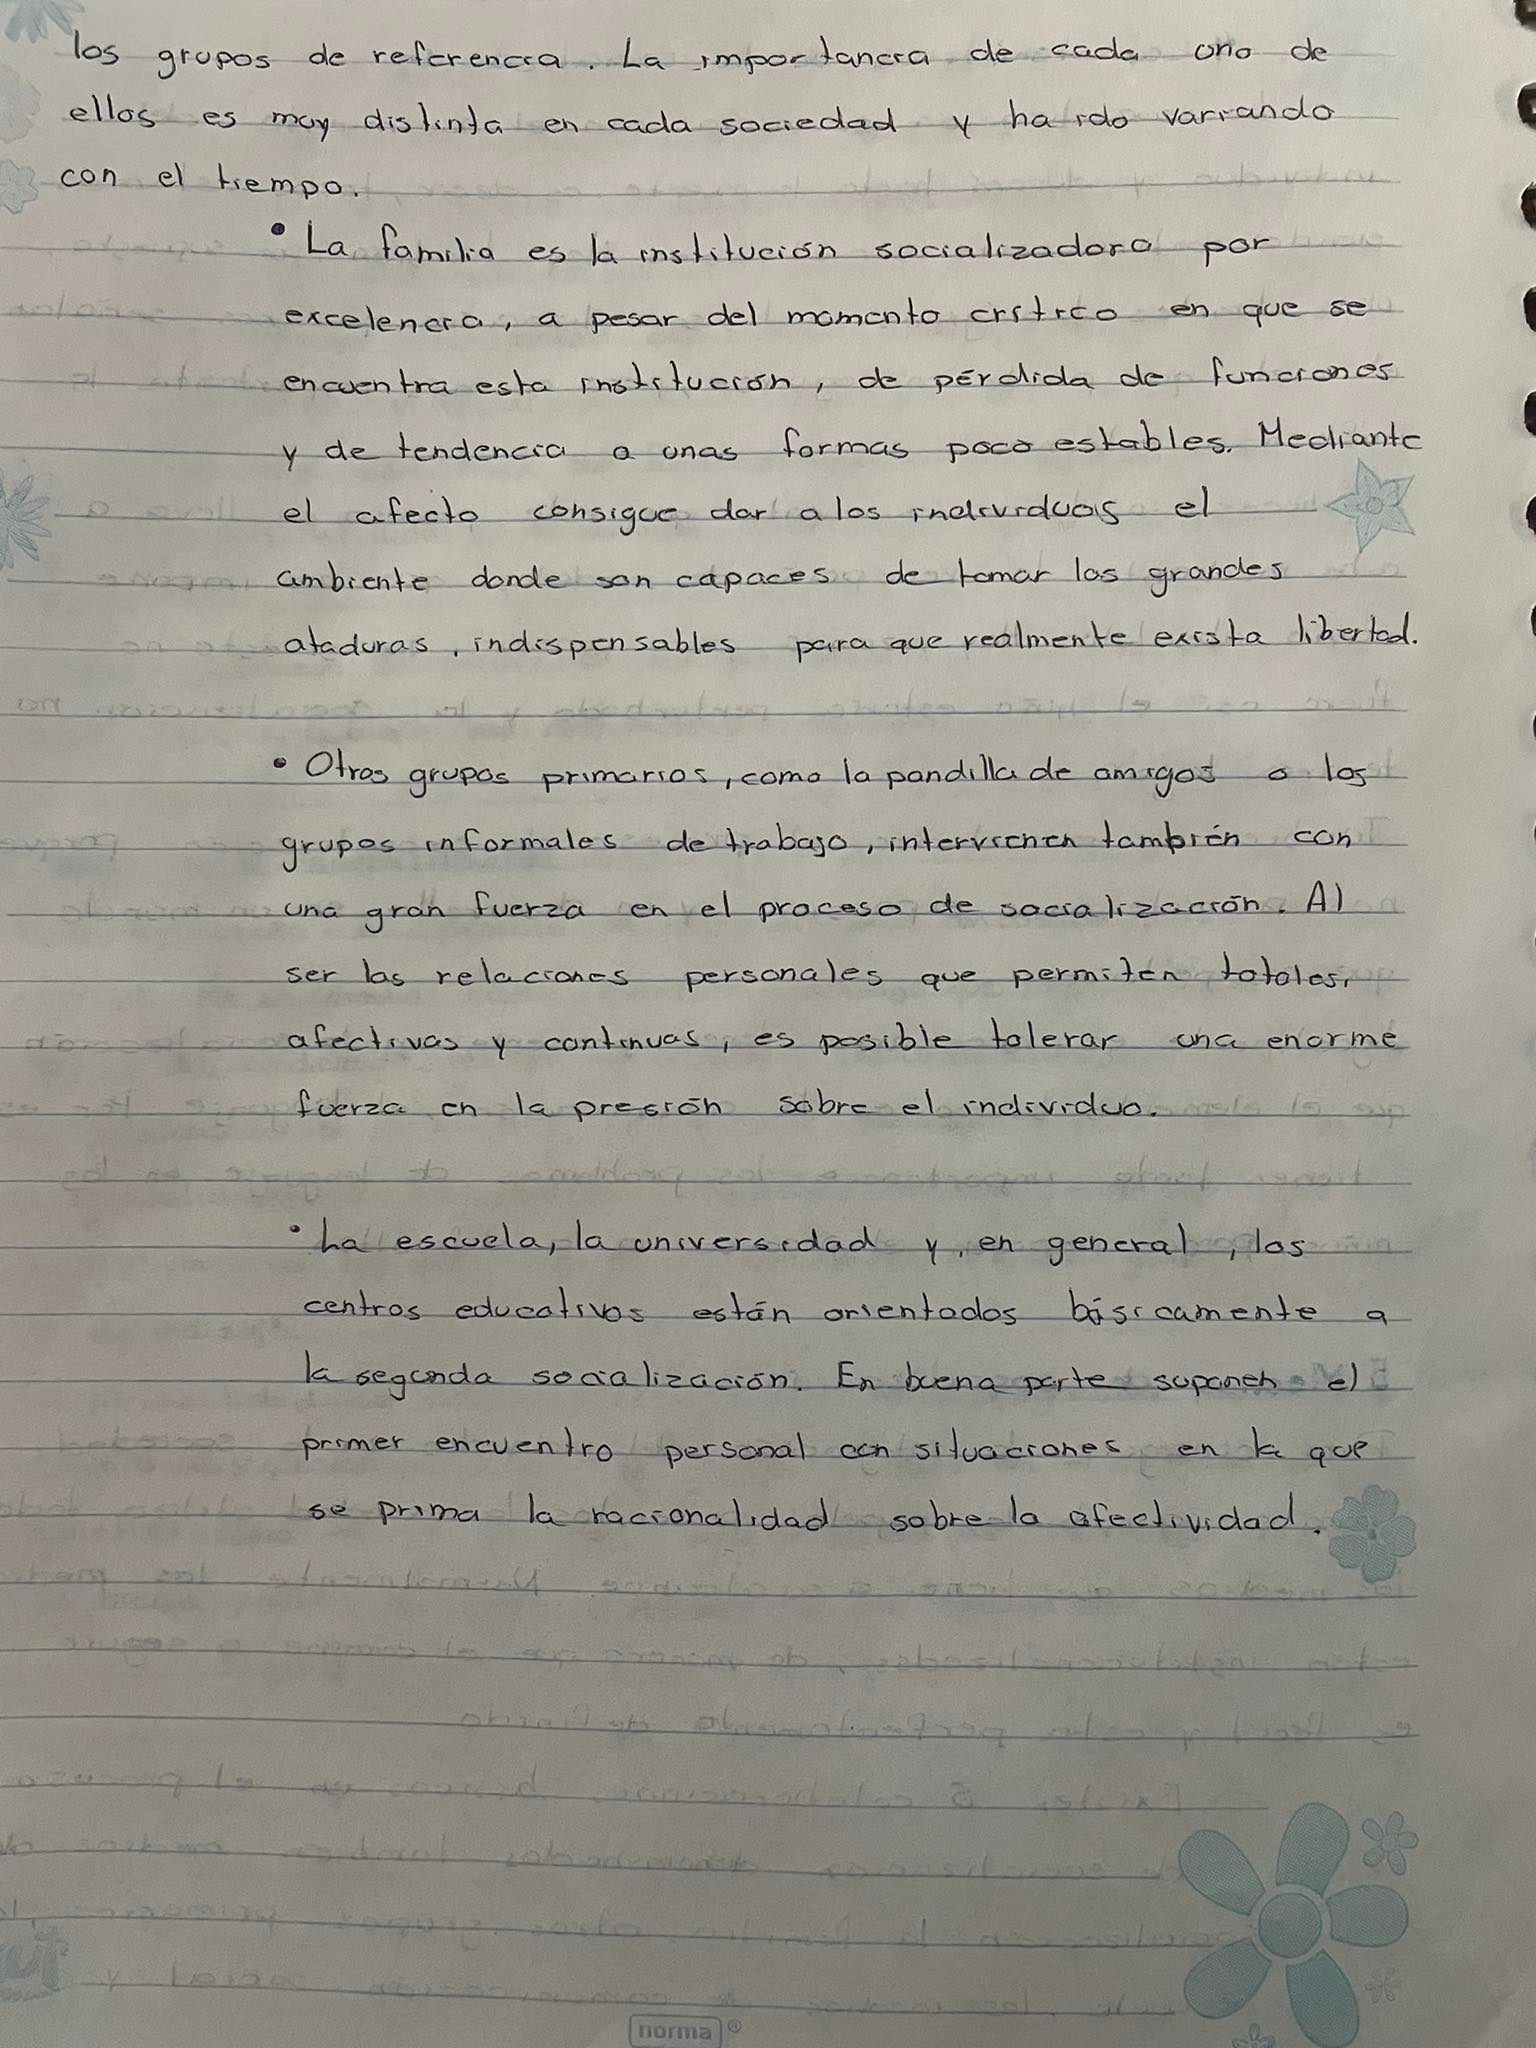 los grupos de referencia. La importancia de cada uno de
ellos es muy distinta en cada sociedad y ha ido variando
con el tiempo.
• La familia es la institución socializadora por
excelencia, a pesar del momento crítico en que se
encuentra esta institución, de pérdida de funciones
y de tendencia a unas formas poco estables. Mediante
el afecto consigue dar a los individuos el
ambiente donde son capaces de tomar las grandes
ataduras, indispensables para que realmente exista libertad.
• Otros grupos primarios, como la pandilla de amigos o los
grupos informales de trabajo, intervienen también con
una gran fuerza en el proceso de socialización. Al
ser las relaciones personales que permiten totales,
afectivas y continuas, es posible tolerar una enorme
fuerza en la presión sobre el individuo.
• La escuela, la universidad y, en general, los
centros educativos están orientados básicamente a
la segunda socialización. En buena parte suponen el
primer encuentro personal con situaciones en la que
se prima la racionalidad sobre la afectividad.
norma®